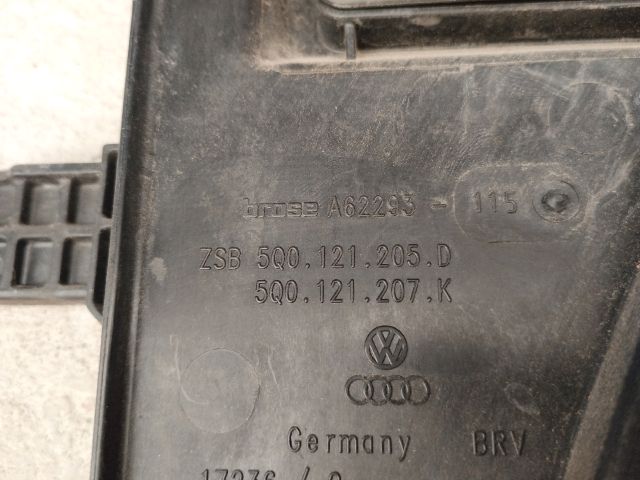 brose A62293 - 115
ZSB 5Q0.121.205.D
5Q0.121.207.K
Germany BRV